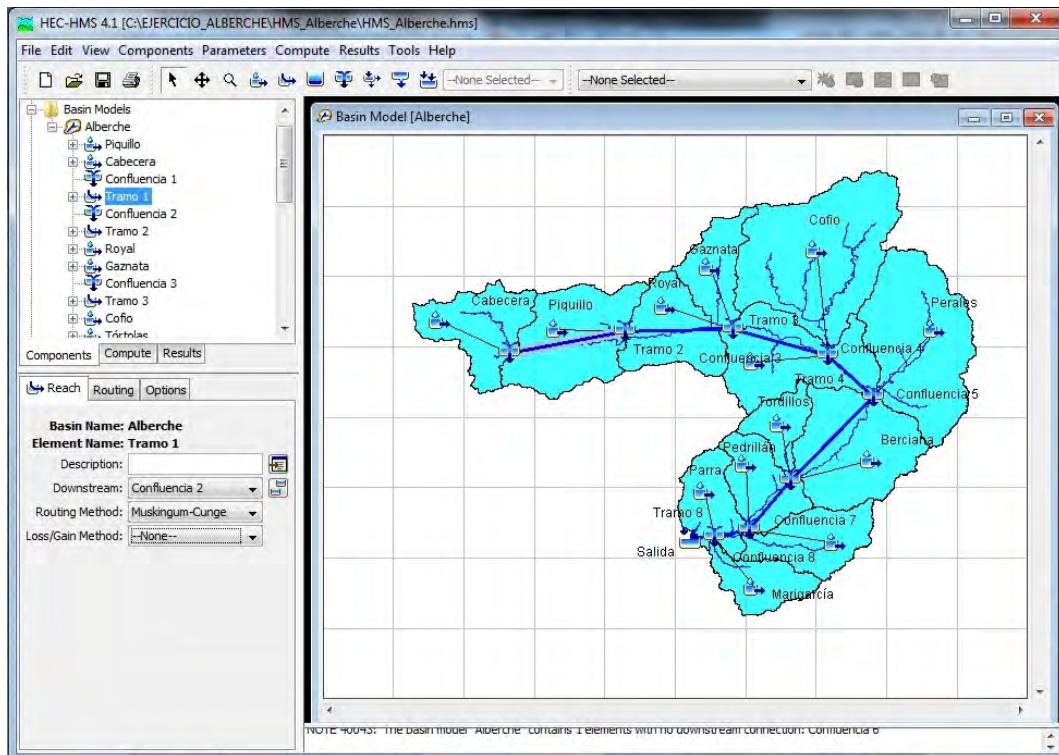 HEC-HMS 4.1 [C:\EJERCICIO_ALBERCHE\HMS_Alberche\HMS_Alberche.hms]
File Edit View Components Parameters Compute Results Tools Help
--None Selected-- --None Selected--
Basin Models
Alberche
Piquillo
Cabecera
Confluencia 1
Tramo 1
Confluencia 2
Tramo 2
Royal
Gaznata
Confluencia 3
Tramo 3
Cofio
Tórtolas
Components Compute Results
Reach Routing Options
Basin Name: Alberche
Element Name: Tramo 1
Description:
Downstream: Confluencia 2
Routing Method: Muskingum-Cunge
Loss/Gain Method: --None--
Basin Model [Alberche]
Cofio
Gaznata
Royal
Cabecera
Piquillo
Perales
Tramo 3
Tramo 2
Confluencia 3
Confluencia 4
Tramo 4
Confluencia 5
Tordillos
Berciana
Pedrillán
Parra
Tramo 8
Confluencia 7
Salida
Confluencia 8
Marigarcía
NOTE 40043: The basin model "Alberche" contains 1 elements with no downstream connection: Confluencia 6